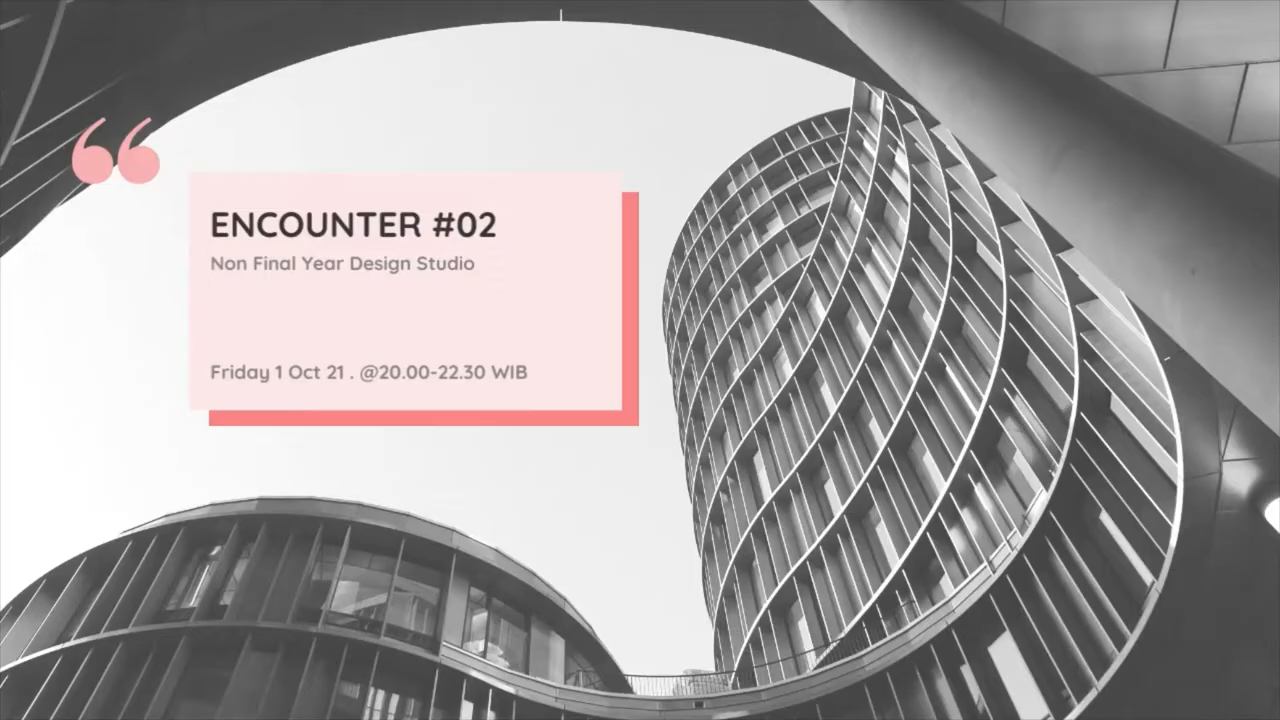 ENCOUNTER #02
Non Final Year Design Studio
Friday 1 Oct 21 . @20.00-22.30 WIB